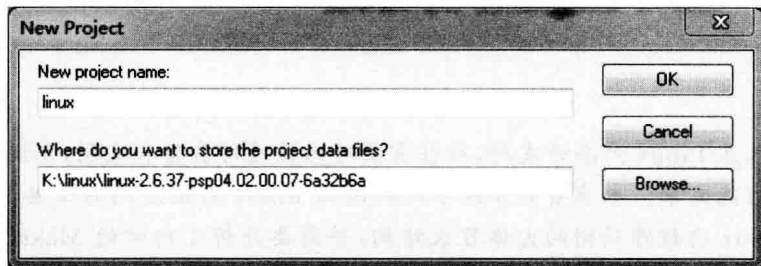 New Project
New project name:
OK
linux
Cancel
Where do you want to store the project data files?
K:\linux\linux-2.6.37-psp04.02.00.07-6a32b6a
Browse...